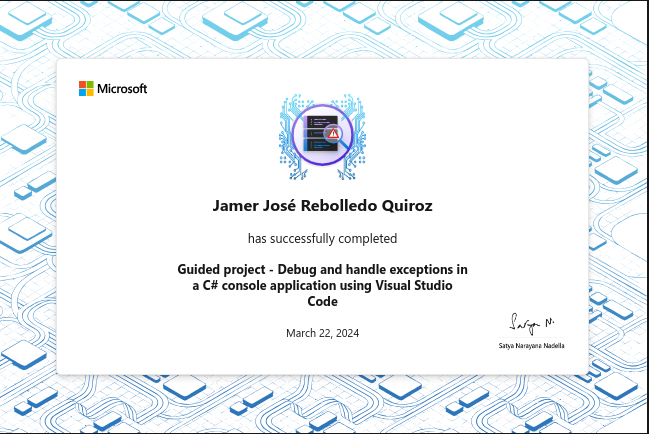 Microsoft
Jamer José Rebolledo Quiroz
has successfully completed
Guided project - Debug and handle exceptions in
a C# console application using Visual Studio
Code
March 22, 2024
Satya N.
Satya Narayana Nadella